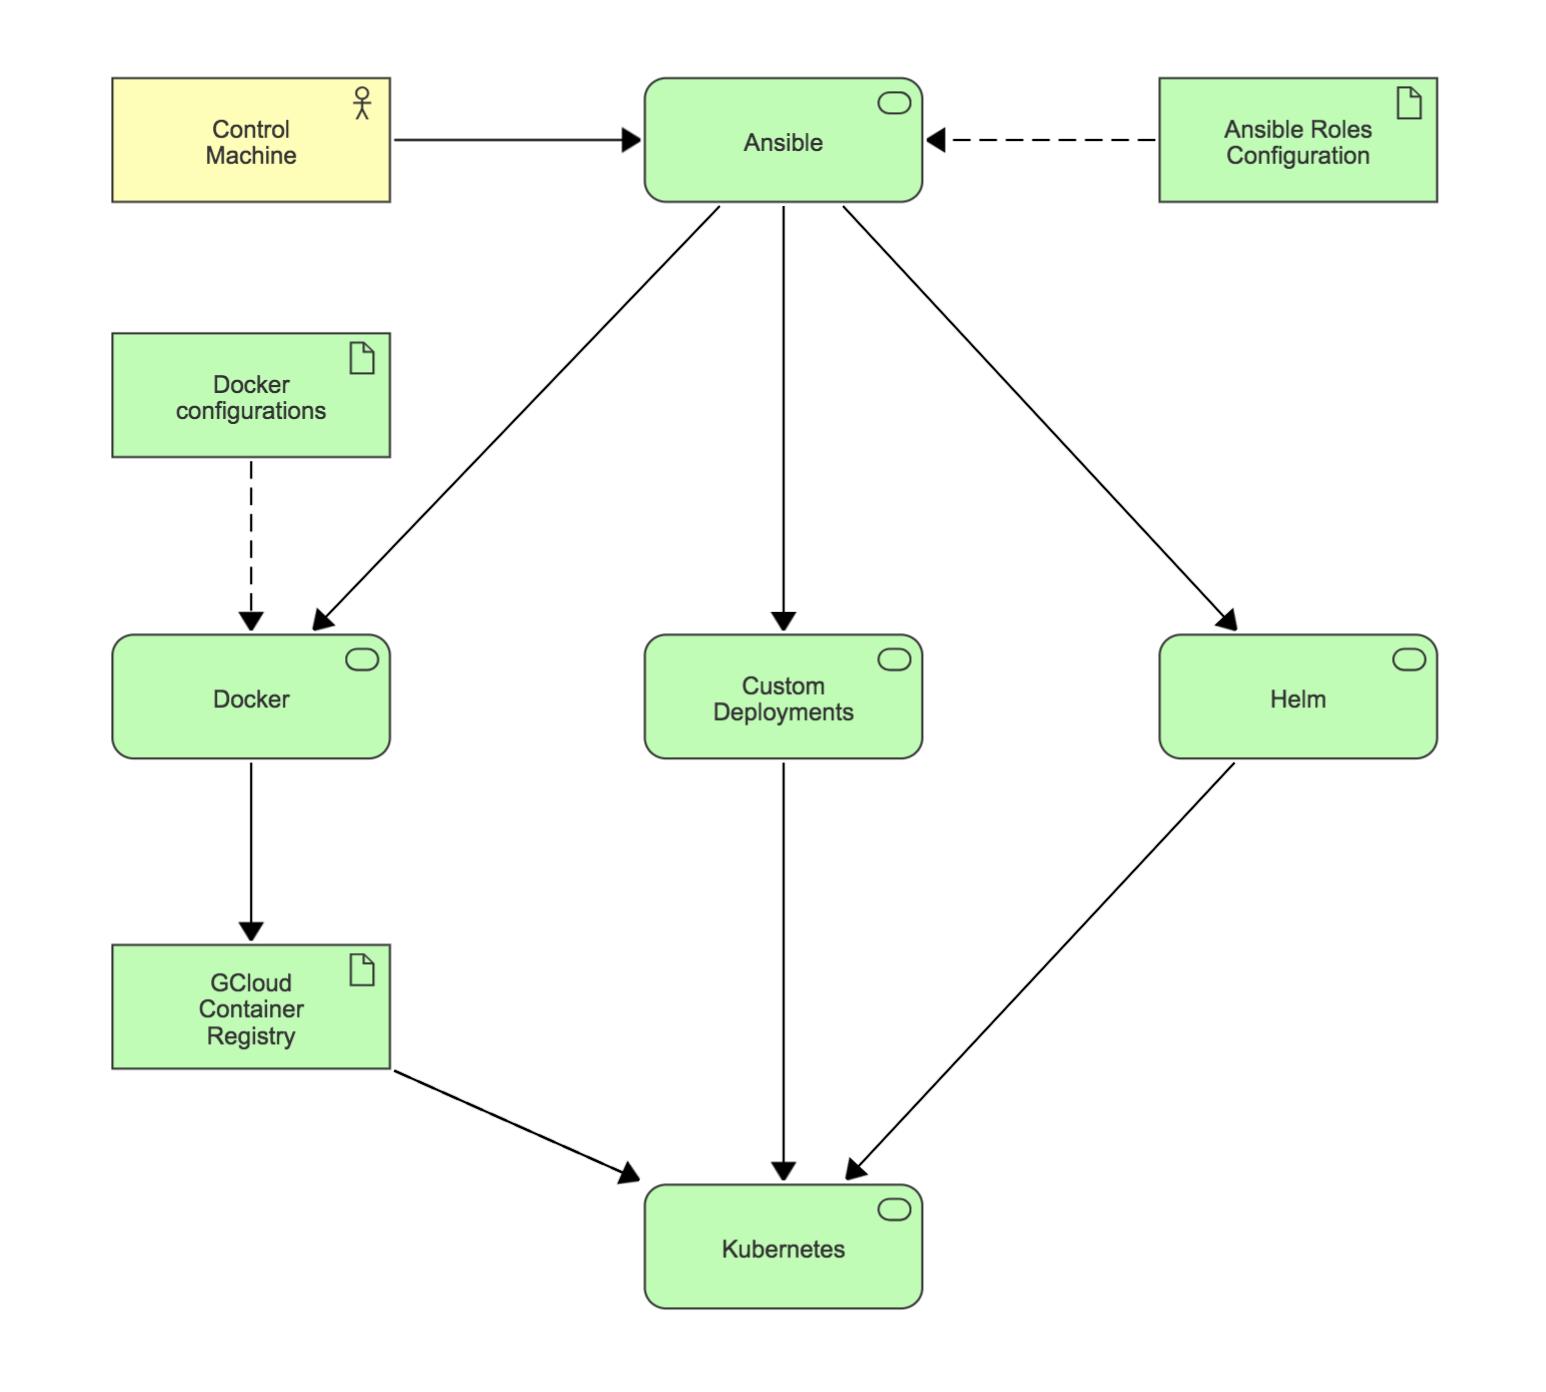 Control
Machine
Ansible
Ansible Roles
Configuration
Docker
configurations
Docker
Custom
Deployments
Helm
GCloud
Container
Registry
Kubernetes